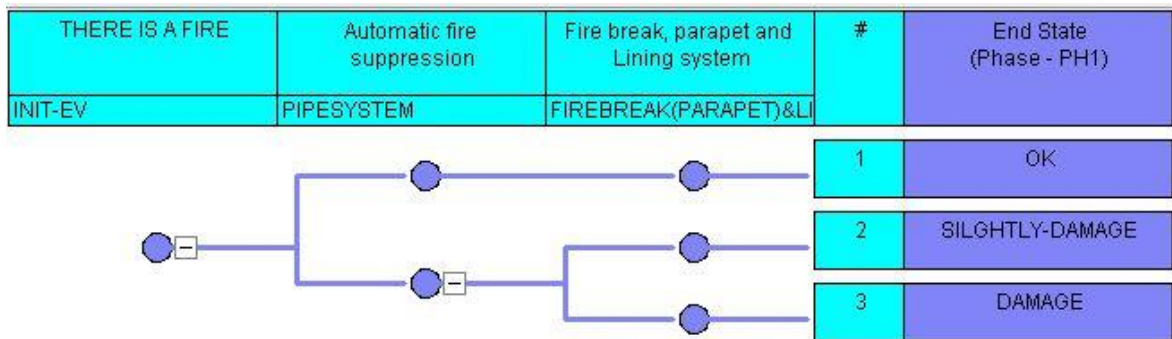 THERE IS A FIRE
Automatic fire
suppression
Fire break, parapet and
Lining system
#
End State
(Phase - PH1)
INIT-EV
PIPESYSTEM
FIREBREAK(PARAPET)&LI
1
OK
2
SILGHTLY-DAMAGE
3
DAMAGE